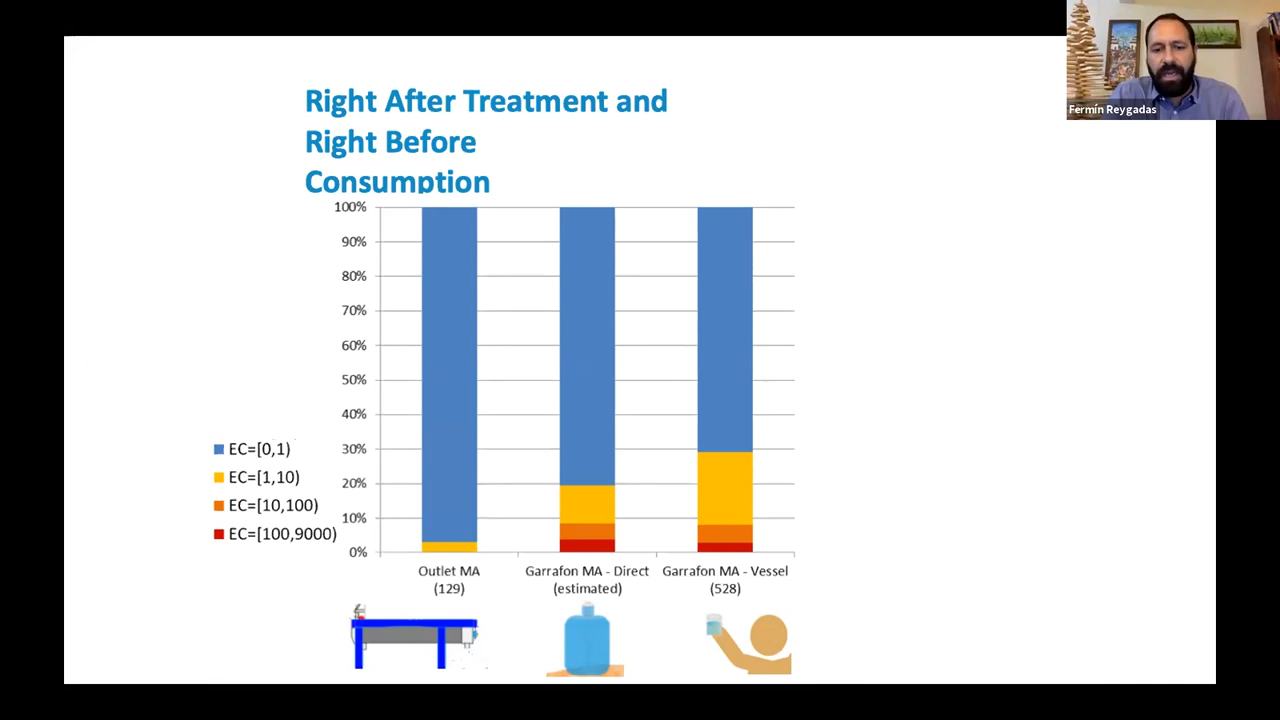 Fermín Reygadas
Right After Treatment and
Right Before
Consumption
100%
90%
80%
70%
60%
50%
40%
30%
20%
10%
0%
EC=[0,1)
EC=[1,10)
EC=[10,100)
EC=[100,9000)
Outlet MA
(129)
Garrafon MA - Direct
(estimated)
Garrafon MA - Vessel
(528)